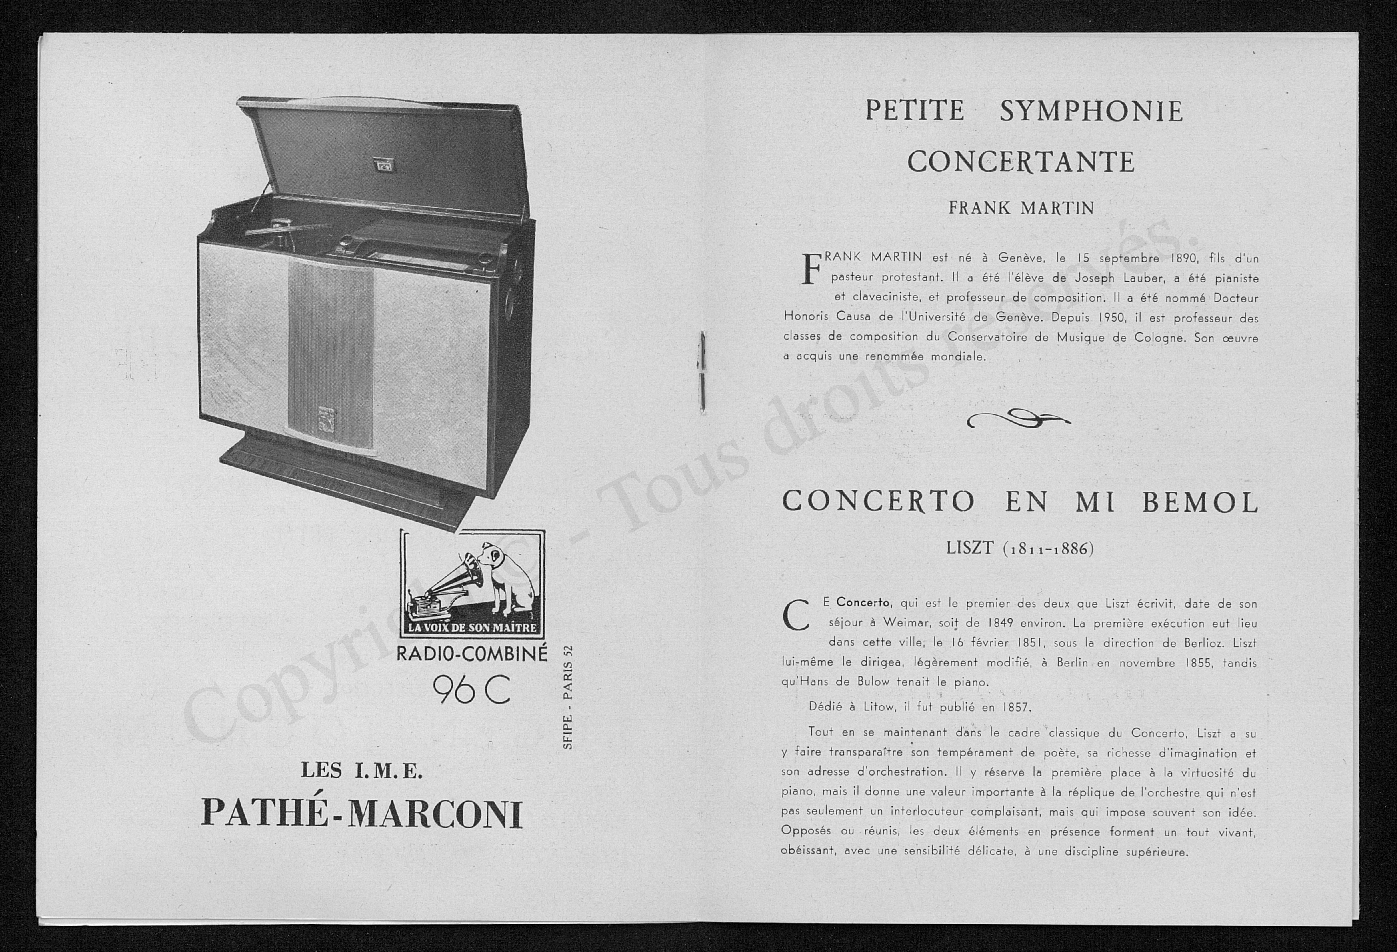 LA VOIX DE SON MAÎTRE
RADIO-COMBINÉ
96 C
SFIPE - PARIS 52
LES I.M.E.
PATHÉ-MARCONI
PETITE SYMPHONIE
CONCERTANTE
FRANK MARTIN
FRANK MARTIN est né à Genève, le 15 septembre 1890, fils d'un
pasteur protestant. Il a été l'élève de Joseph Lauber, a été pianiste
et claveciniste, et professeur de composition. Il a été nommé Docteur
Honoris Causa de l'Université de Genève. Depuis 1950, il est professeur des
classes de composition du Conservatoire de Musique de Cologne. Son œuvre
a acquis une renommée mondiale.
CONCERTO EN MI BEMOL
LISZT (1811-1886)
CE Concerto, qui est le premier des deux que Liszt écrivit, date de son
séjour à Weimar, soit de 1849 environ. La première exécution eut lieu
dans cette ville, le 16 février 1851, sous la direction de Berlioz. Liszt
lui-même le dirigea, légèrement modifié, à Berlin en novembre 1855, tandis
qu'Hans de Bulow tenait le piano.
Dédié à Litow, il fut publié en 1857.
Tout en se maintenant dans le cadre classique du Concerto, Liszt a su
y faire transparaître son tempérament de poète, sa richesse d'imagination et
son adresse d'orchestration. Il y réserve la première place à la virtuosité du
piano, mais il donne une valeur importante à la réplique de l'orchestre qui n'est
pas seulement un interlocuteur complaisant, mais qui impose souvent son idée.
Opposés ou réunis, les deux éléments en présence forment un tout vivant,
obéissant, avec une sensibilité délicate, à une discipline supérieure.
Copyright © - Tous droits réservés.